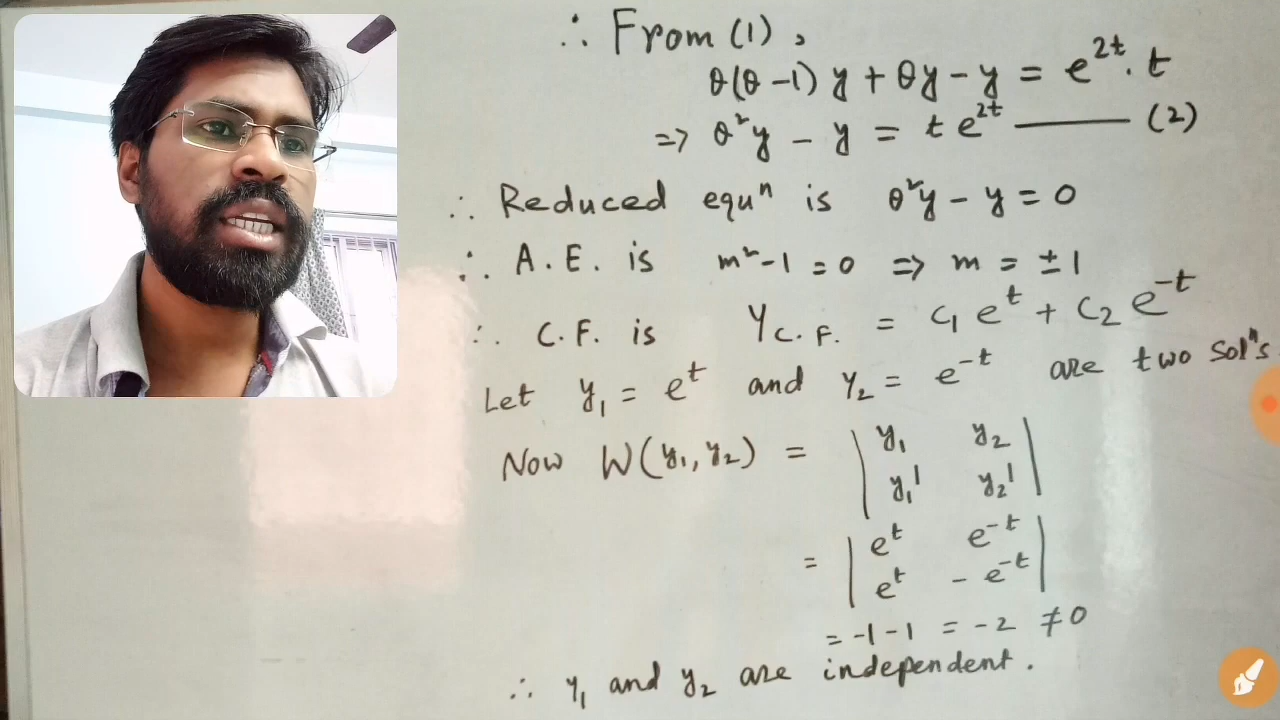 ∴ From (1),
θ(θ-1) y + θy - y = e^{2t}. t
=> θ²y - y = t e^{2t} ——— (2)
∴ Reduced equⁿ is θ²y - y = 0
∴ A.E. is m²-1 = 0 => m = ±1
∴ C.F. is Y_{C.F.} = c₁ e^t + c₂ e^{-t}
Let y₁ = e^t and y₂ = e^{-t} are two Solⁿs.
Now W(y₁, y₂) = | y₁ y₂ |
| y₁' y₂' |
= | e^t e^{-t} |
| e^t - e^{-t} |
= -1-1 = -2 ≠ 0
∴ y₁ and y₂ are independent.